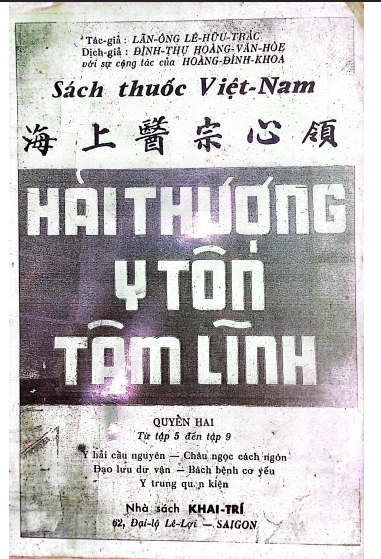 Tác-giả : LÃN-ÔNG LÊ-HỮU-TRÁC
Dịch-giả : ĐÌNH-THỤ HOÀNG-VĂN-HÒE
với sự cộng tác của HOÀNG-ĐÌNH-KHOA
Sách thuốc Việt-Nam
海上醫宗心領
HẢI THƯỢNG
Y TÔN
TÂM LĨNH
QUYỂN HAI
Từ tập 5 đến tập 9
Y hải cầu nguyên — Châu ngọc cách ngôn
Đạo lưu dư vận — Bách bệnh cơ yếu
Y trung quan kiện
Nhà sách KHAI-TRÍ
62, Đại-lộ Lê-Lợi — SAIGON